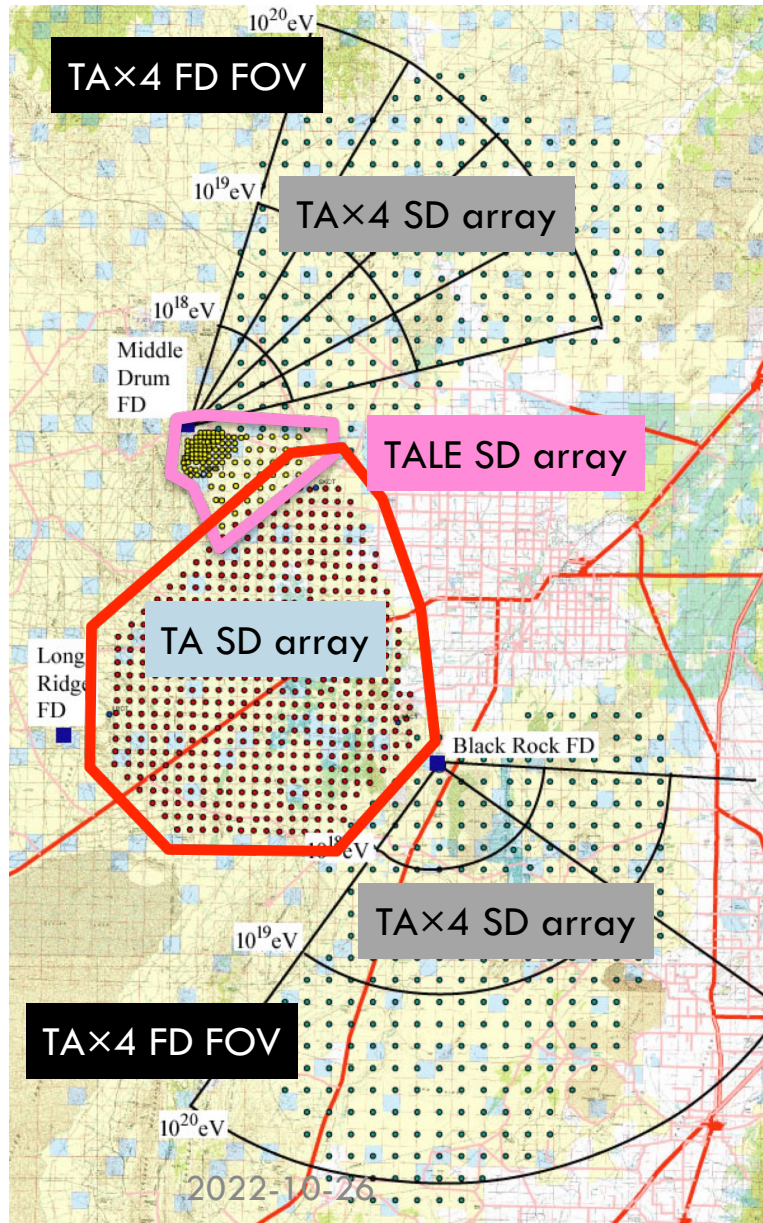 10²⁰eV
TA×4 FD FOV
10¹⁹eV
TA×4 SD array
10¹⁸eV
Middle
Drum
FD
TALE SD array
TA SD array
Long
Ridge
FD
Black Rock FD
10¹⁸eV
TA×4 SD array
10¹⁹eV
TA×4 FD FOV
10²⁰eV
2022-10-26